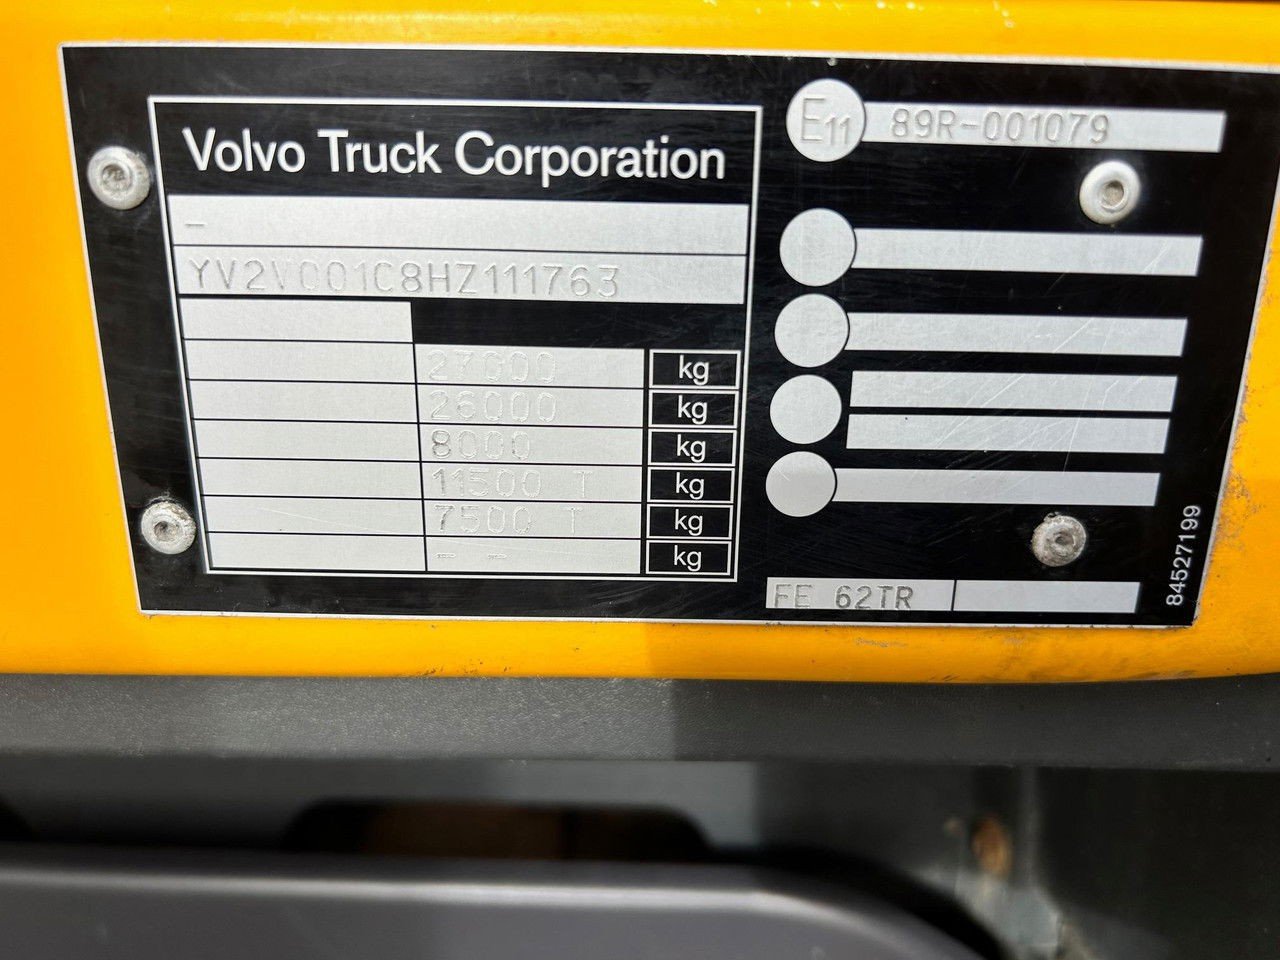 Volvo Truck Corporation
–
YV2V001C8HZ111763
27000 kg
26000 kg
8000 kg
11500 T kg
7500 T kg
– – kg
E11 89R-001079
FE 62TR
84527199